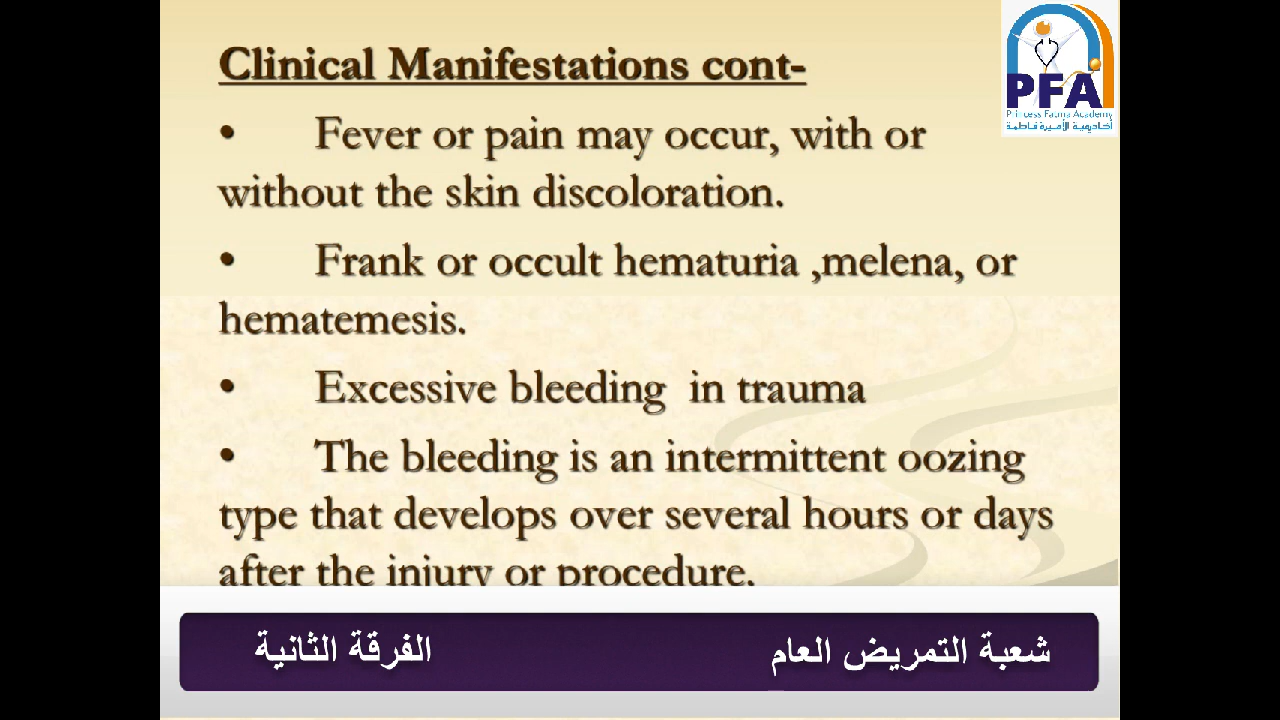 Clinical Manifestations cont-
• Fever or pain may occur, with or
without the skin discoloration.
• Frank or occult hematuria ,melena, or
hematemesis.
• Excessive bleeding in trauma
• The bleeding is an intermittent oozing
type that develops over several hours or days
after the injury or procedure.
PFA
Princess Fatma Academy
أكاديمية الأميرة فاطمة
شعبة التمريض العام
الفرقة الثانية